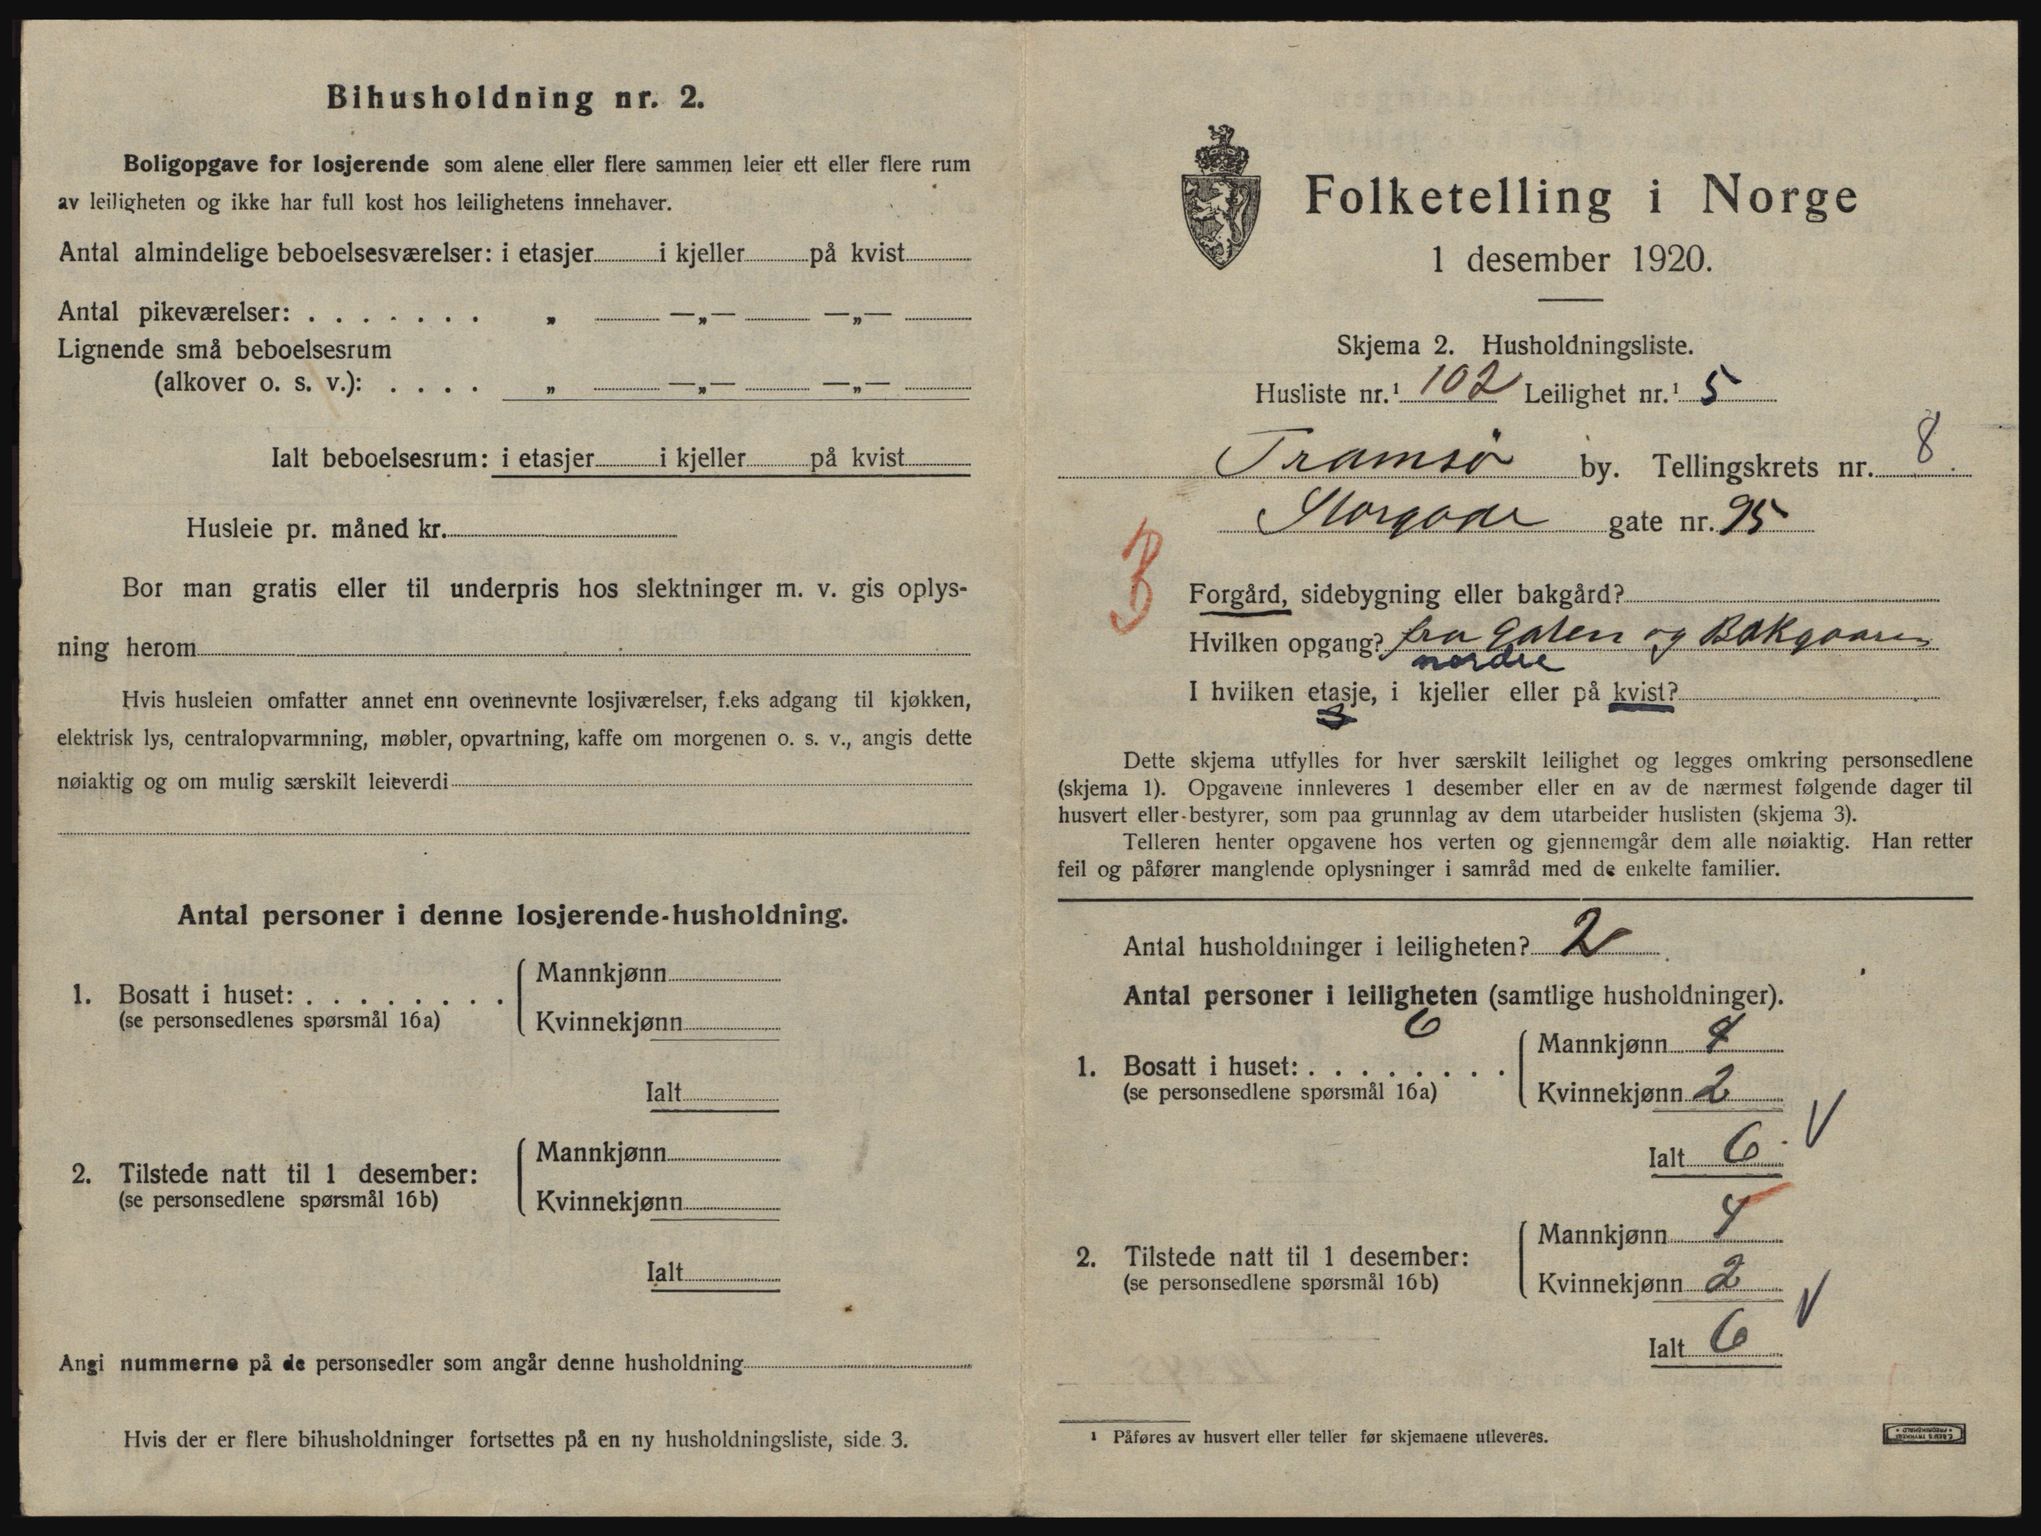 Bihusholdning nr. 2.
Boligopgave for losjerende som alene eller flere sammen leier ett eller flere rum
av leiligheten og ikke har full kost hos leilighetens innehaver.
Antal almindelige beboelsesværelser: i etasjer i kjeller på kvist
Antal pikeværelser: . . . . . . . „ —„— —„—
Lignende små beboelsesrum
(alkover o. s. v.): . . . . „ —„— —„—
Ialt beboelsesrum: i etasjer i kjeller på kvist
Husleie pr. måned kr.
Bor man gratis eller til underpris hos slektninger m. v. gis oplys-
ning herom
Hvis husleien omfatter annet enn ovennevnte losjiværelser, f.eks adgang til kjøkken,
elektrisk lys, centralopvarmning, møbler, opvartning, kaffe om morgenen o. s. v., angis dette
nøiaktig og om mulig særskilt leieverdi
Antal personer i denne losjerende-husholdning.
1. Bosatt i huset: . . . . . . . .
(se personsedlenes spørsmål 16a)
Mannkjønn
Kvinnekjønn
Ialt
2. Tilstede natt til 1 desember:
(se personsedlene spørsmål 16b)
Mannkjønn
Kvinnekjønn
Ialt
Angi nummerne på de personsedler som angår denne husholdning
Hvis der er flere bihusholdninger fortsettes på en ny husholdningsliste, side 3.
Folketelling i Norge
1 desember 1920.
Skjema 2. Husholdningsliste.
Husliste nr.¹ 102 Leilighet nr.¹ 5
Tramsø by. Tellingskrets nr. 8.
Storgade gate nr. 95
3
Forgård, sidebygning eller bakgård?
Hvilken opgang? fra Gaten og Bakgaaren
nordre
I hvilken etasje, i kjeller eller på kvist?
3
Dette skjema utfylles for hver særskilt leilighet og legges omkring personsedlene
(skjema 1). Opgavene innleveres 1 desember eller en av de nærmest følgende dager til
husvert eller bestyrer, som paa grunnlag av dem utarbeider huslisten (skjema 3).
Telleren henter opgavene hos verten og gjennemgår dem alle nøiaktig. Han retter
feil og påfører manglende oplysninger i samråd med de enkelte familier.
Antal husholdninger i leiligheten? 2
Antal personer i leiligheten (samtlige husholdninger).
6
1. Bosatt i huset: . . . . . . . .
(se personsedlene spørsmål 16a)
Mannkjønn 4
Kvinnekjønn 2
Ialt 6
2. Tilstede natt til 1 desember:
(se personsedlene spørsmål 16b)
Mannkjønn 4
Kvinnekjønn 2
Ialt 6
¹ Påføres av husvert eller teller før skjemaene utleveres.